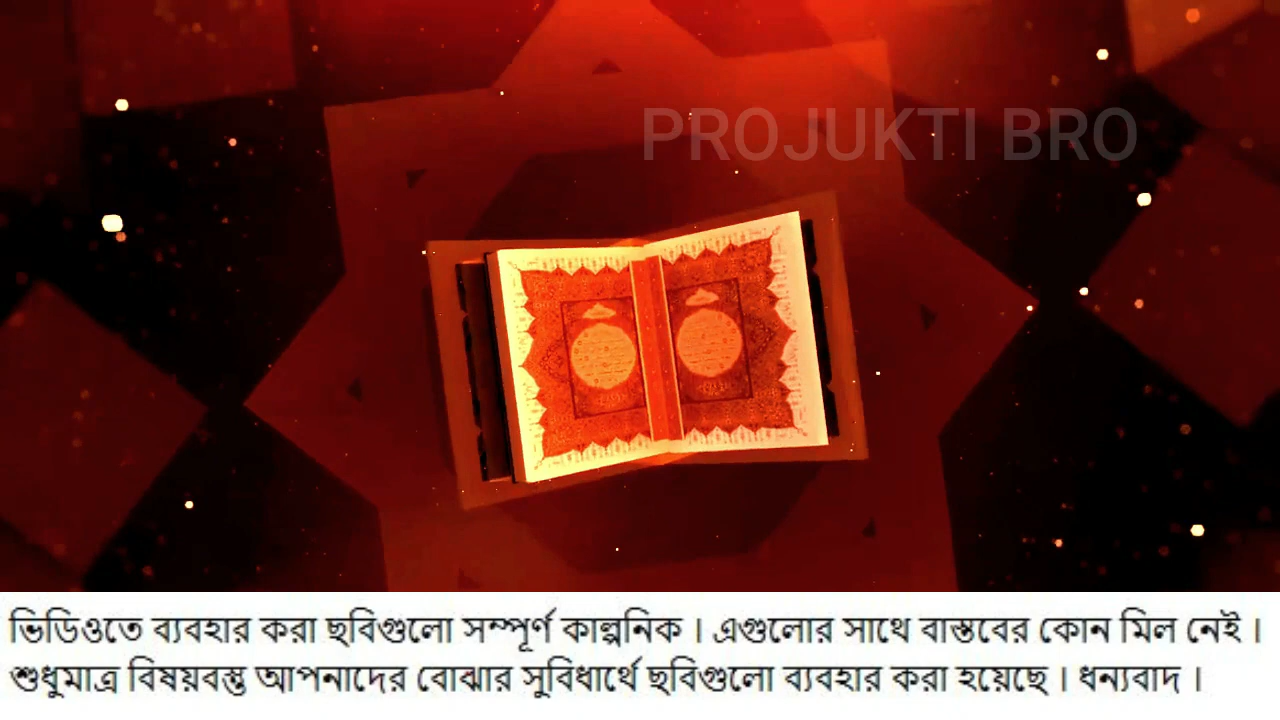 PROJUKTI BRO
ভিডিওতে ব্যবহার করা ছবিগুলো সম্পূর্ণ কাল্পনিক । এগুলোর সাথে বাস্তবের কোন মিল নেই ।
শুধুমাত্র বিষয়বস্তু আপনাদের বোঝার সুবিধার্থে ছবিগুলো ব্যবহার করা হয়েছে । ধন্যবাদ ।